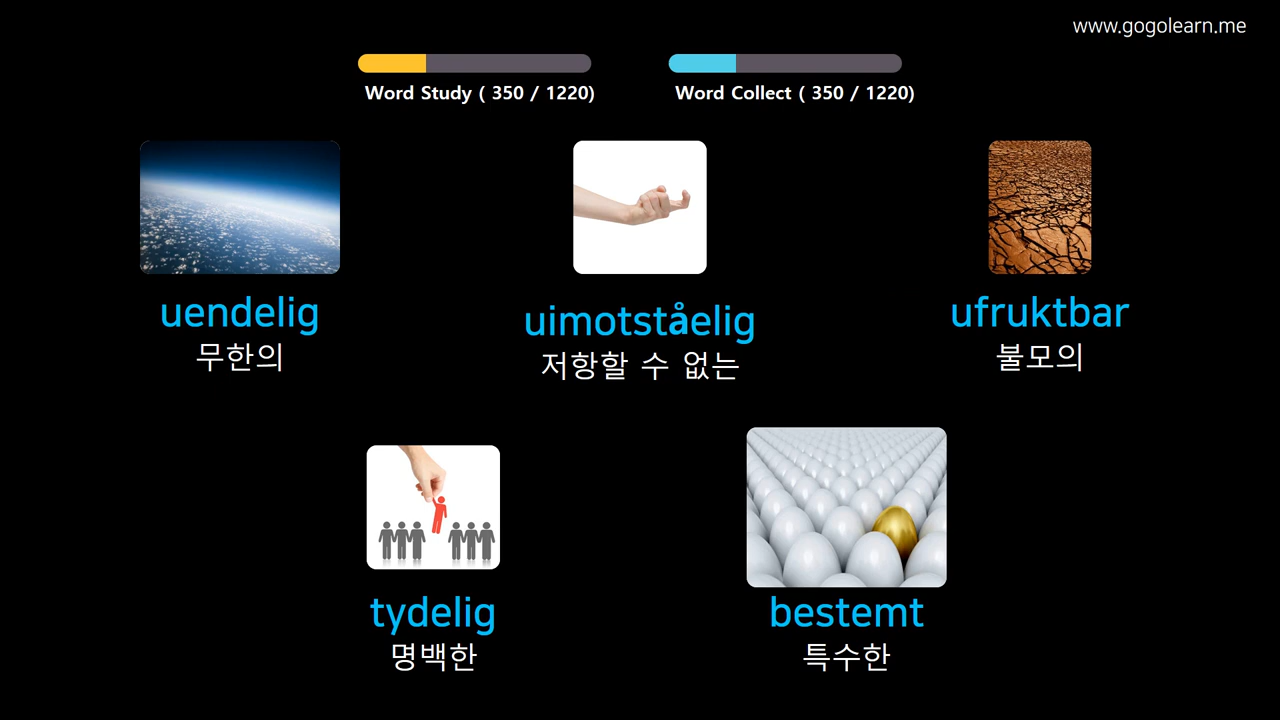 www.gogolearn.me
Word Study ( 350 / 1220)
Word Collect ( 350 / 1220)
uendelig
무한의
uimotståelig
저항할 수 없는
ufruktbar
불모의
tydelig
명백한
bestemt
특수한